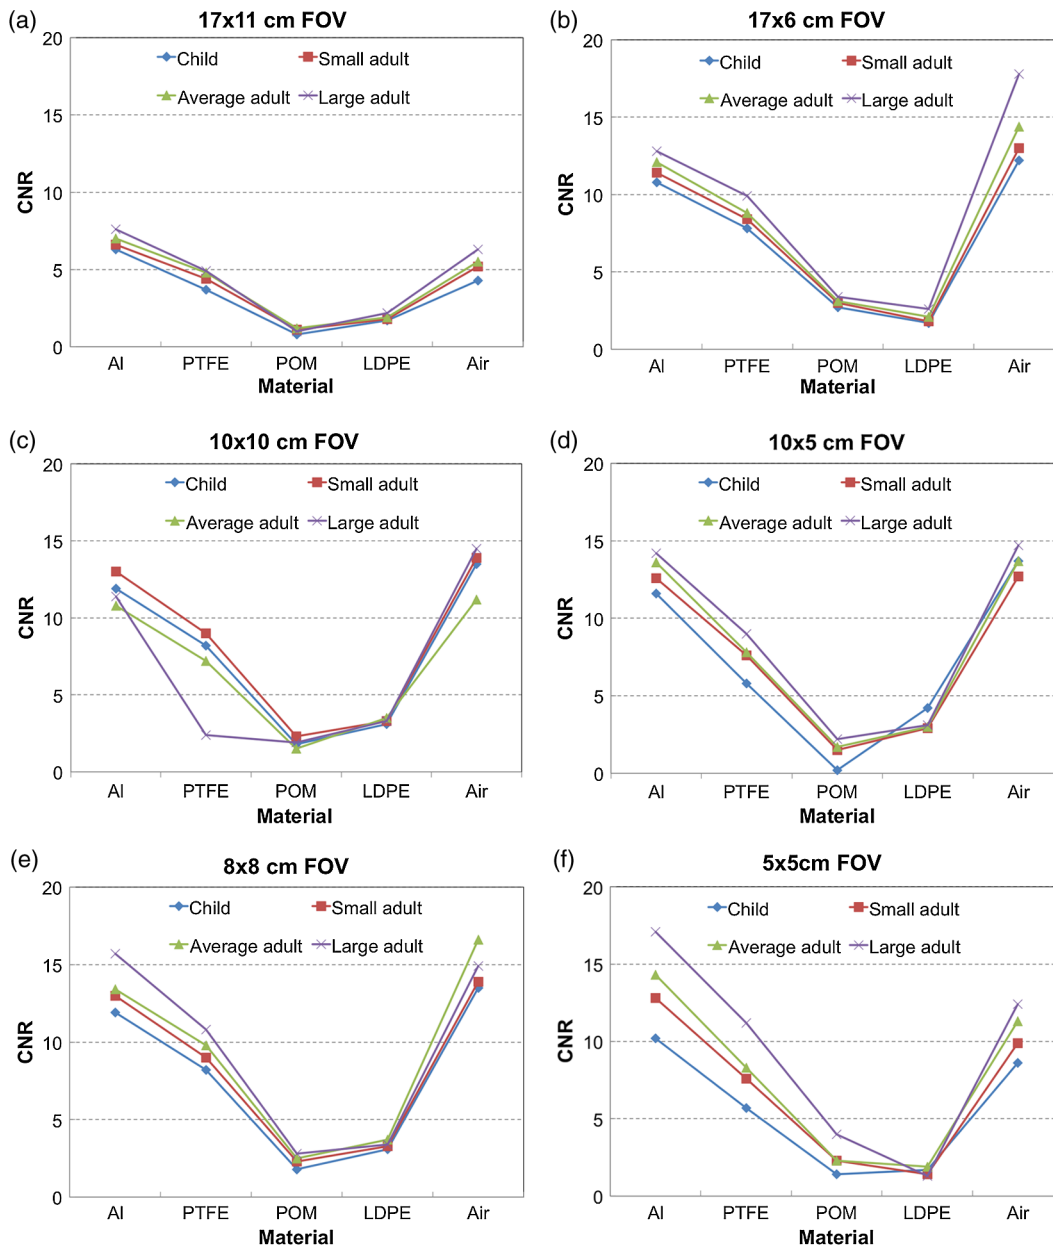 (a) 17x11 cm FOV
20
15
10
5
0
CNR
Child Small adult
Average adult Large adult
Al PTFE POM LDPE Air
Material
(b) 17x6 cm FOV
20
15
10
5
0
CNR
Child Small adult
Average adult Large adult
Al PTFE POM LDPE Air
Material
(c) 10x10 cm FOV
20
15
10
5
0
CNR
Child Small adult
Average adult Large adult
Al PTFE POM LDPE Air
Material
(d) 10x5 cm FOV
20
15
10
5
0
CNR
Child Small adult
Average adult Large adult
Al PTFE POM LDPE Air
Material
(e) 8x8 cm FOV
20
15
10
5
0
CNR
Child Small adult
Average adult Large adult
Al PTFE POM LDPE Air
Material
(f) 5x5cm FOV
20
15
10
5
0
CNR
Child Small adult
Average adult Large adult
Al PTFE POM LDPE Air
Material